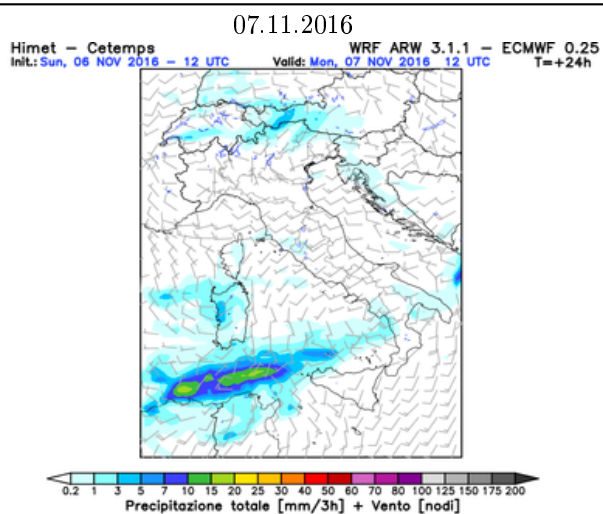 07.11.2016
Himet - Cetemps WRF ARW 3.1.1 - ECMWF 0.25
Init.: Sun, 06 NOV 2016 - 12 UTC Valid: Mon, 07 NOV 2016 12 UTC T=+24h
0.2 1 3 5 7 10 15 20 25 30 40 50 60 70 80 100 125 150 175 200
Precipitazione totale [mm/3h] + Vento [nodi]